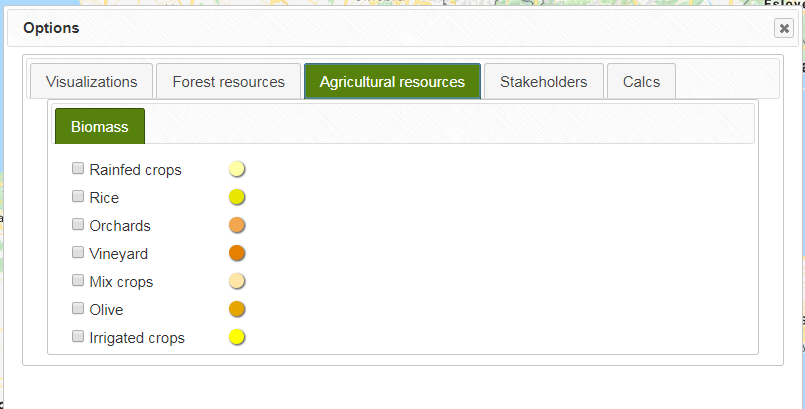 Options
Visualizations Forest resources Agricultural resources Stakeholders Calcs
Biomass
Rainfed crops
Rice
Orchards
Vineyard
Mix crops
Olive
Irrigated crops